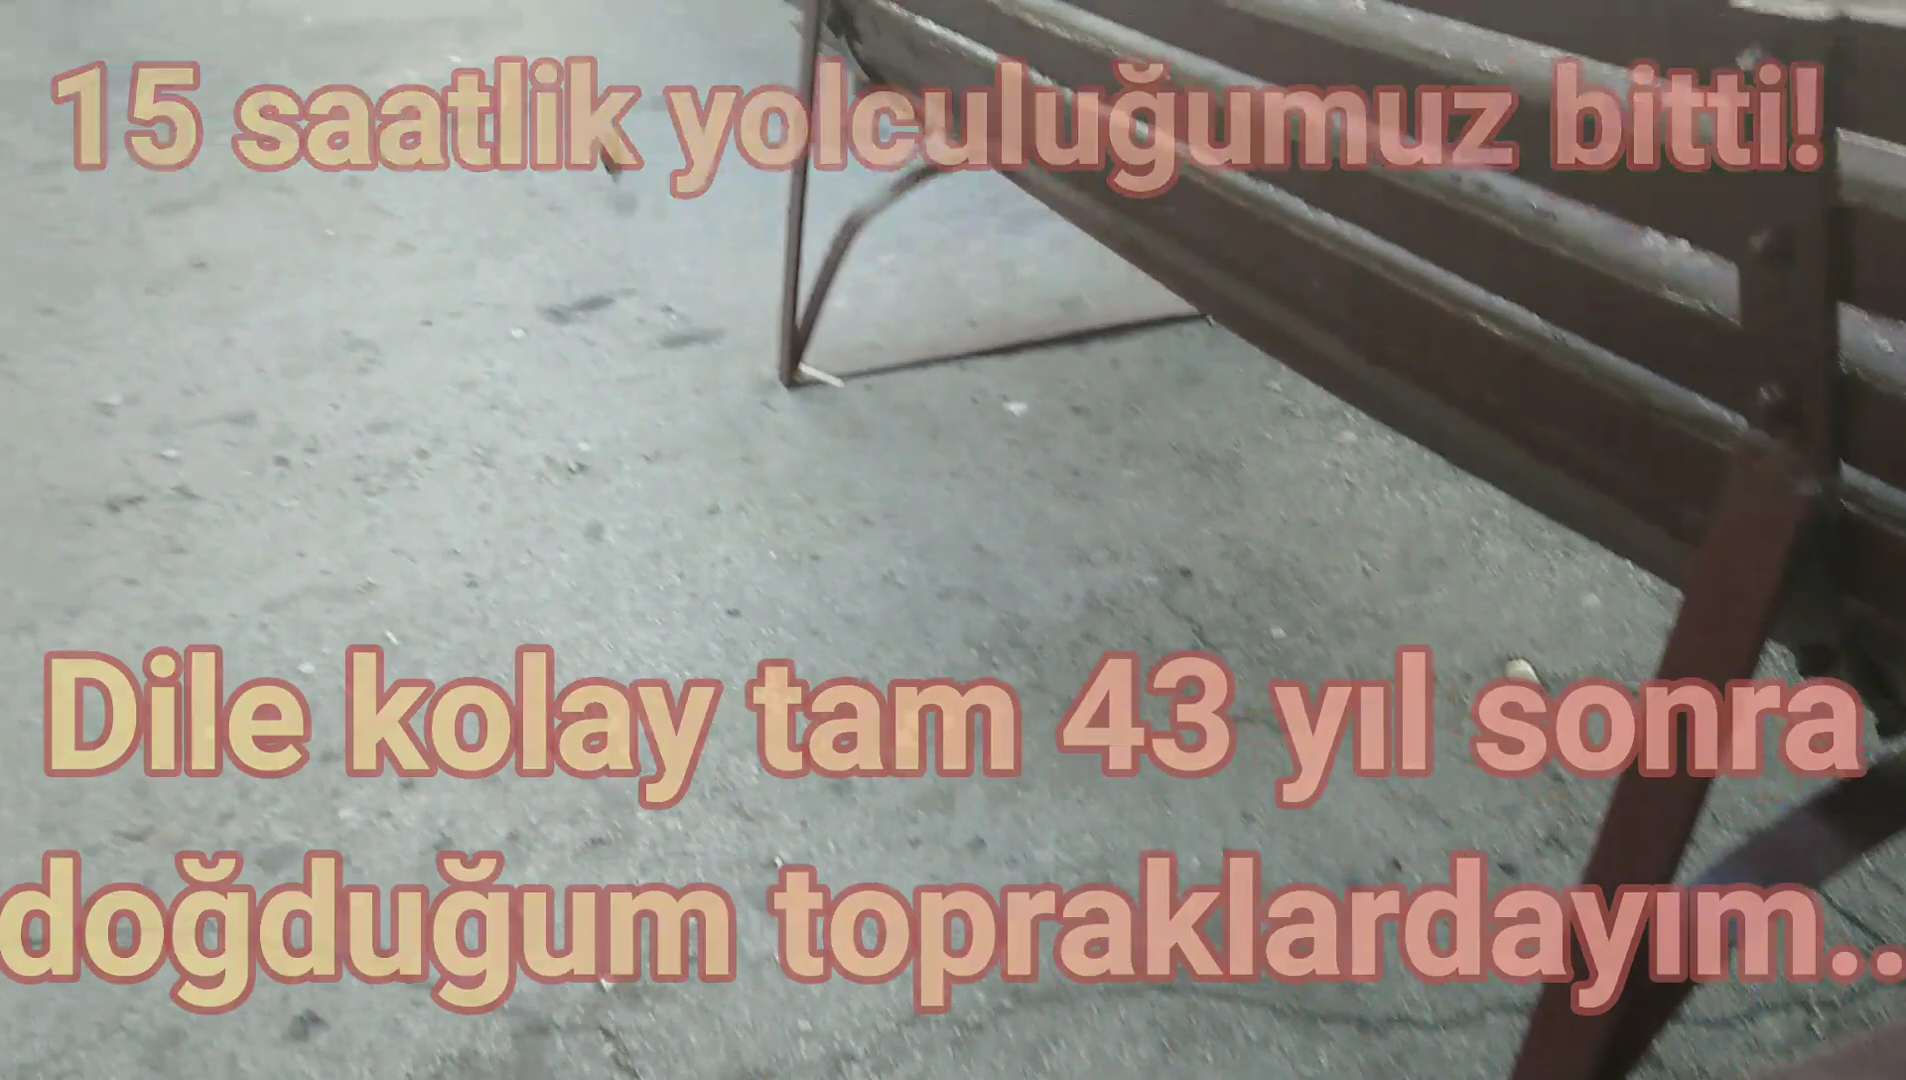 15 saatlik yolculuğumuz bitti!
Dile kolay tam 43 yıl sonra
doğduğum topraklardayım..